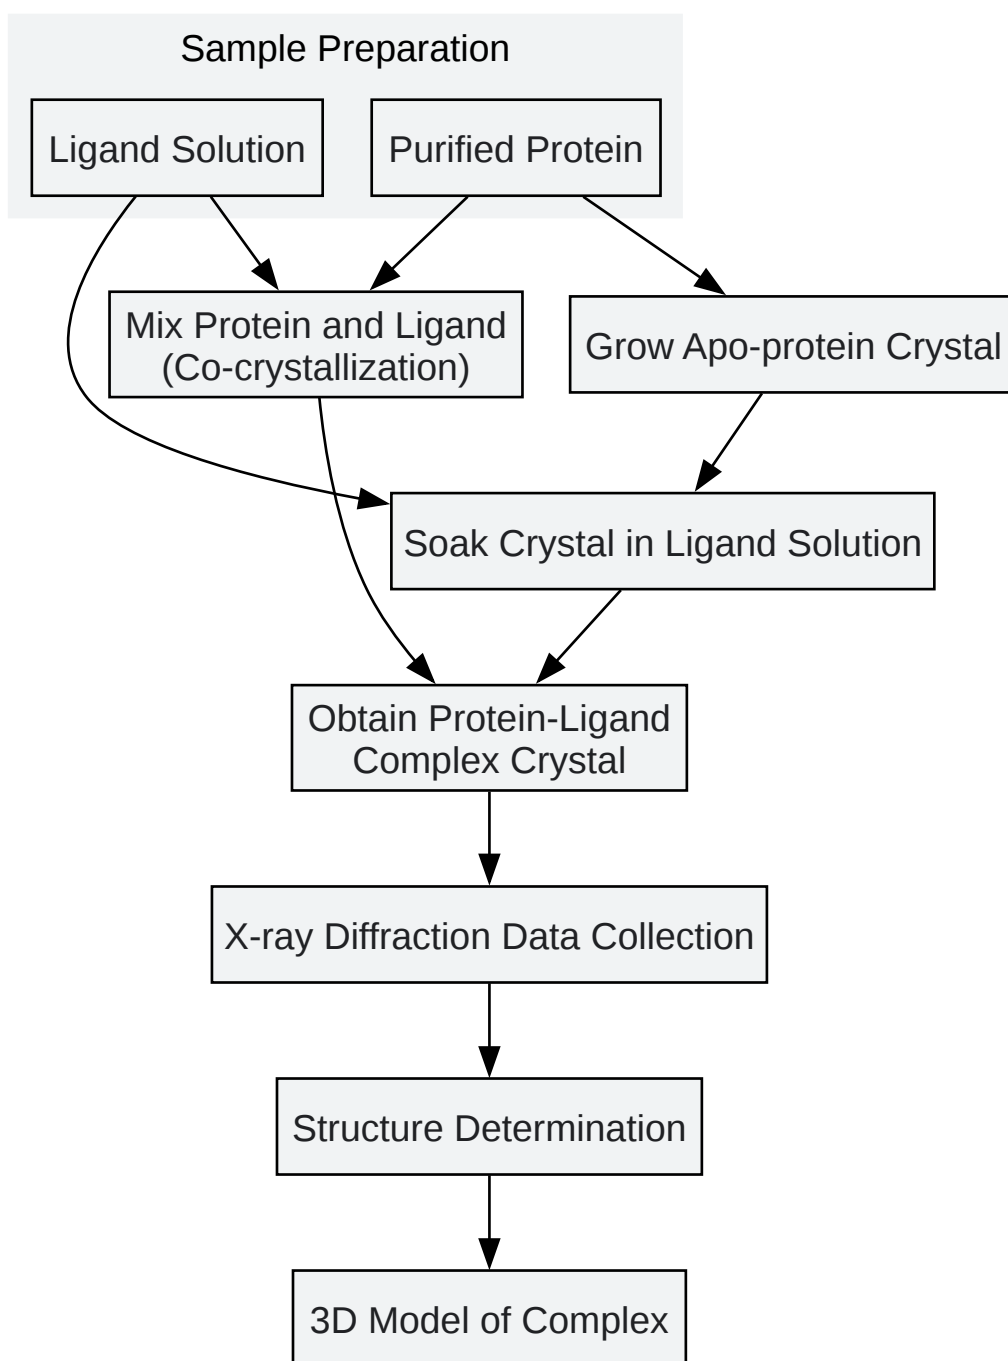 Sample Preparation
Ligand Solution
Purified Protein
Mix Protein and Ligand
(Co-crystallization)
Grow Apo-protein Crystal
Soak Crystal in Ligand Solution
Obtain Protein-Ligand
Complex Crystal
X-ray Diffraction Data Collection
Structure Determination
3D Model of Complex